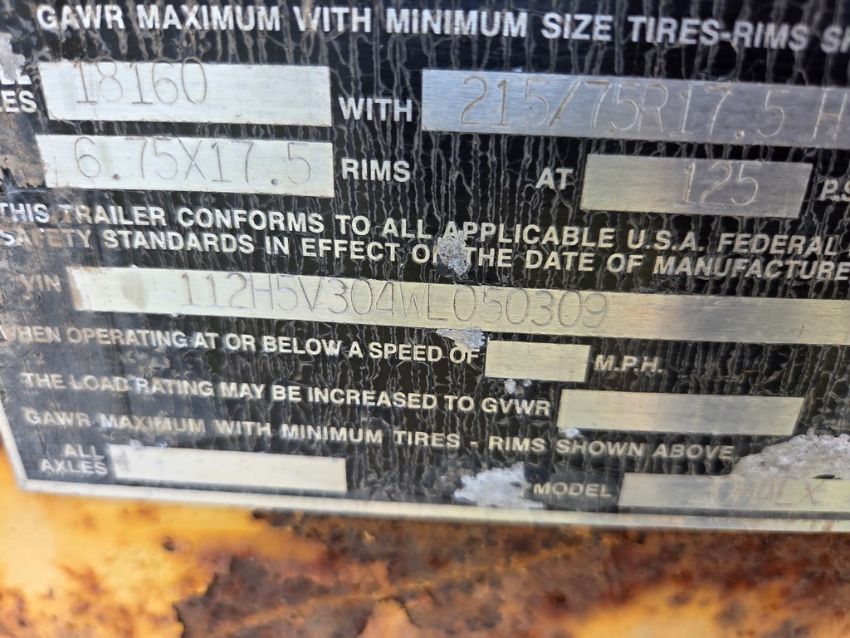 GAWR MAXIMUM WITH MINIMUM SIZE TIRES-RIMS
18160 WITH 215/75R17.5 H
6.75X17.5 RIMS AT 125
THIS TRAILER CONFORMS TO ALL APPLICABLE U.S.A. FEDERAL
SAFETY STANDARDS IN EFFECT ON THE DATE OF MANUFACTURE
VIN 112H5V304WL050309
WHEN OPERATING AT OR BELOW A SPEED OF M.P.H.
THE LOAD RATING MAY BE INCREASED TO GVWR
GAWR MAXIMUM WITH MINIMUM TIRES - RIMS SHOWN ABOVE
ALL
AXLES
MODEL